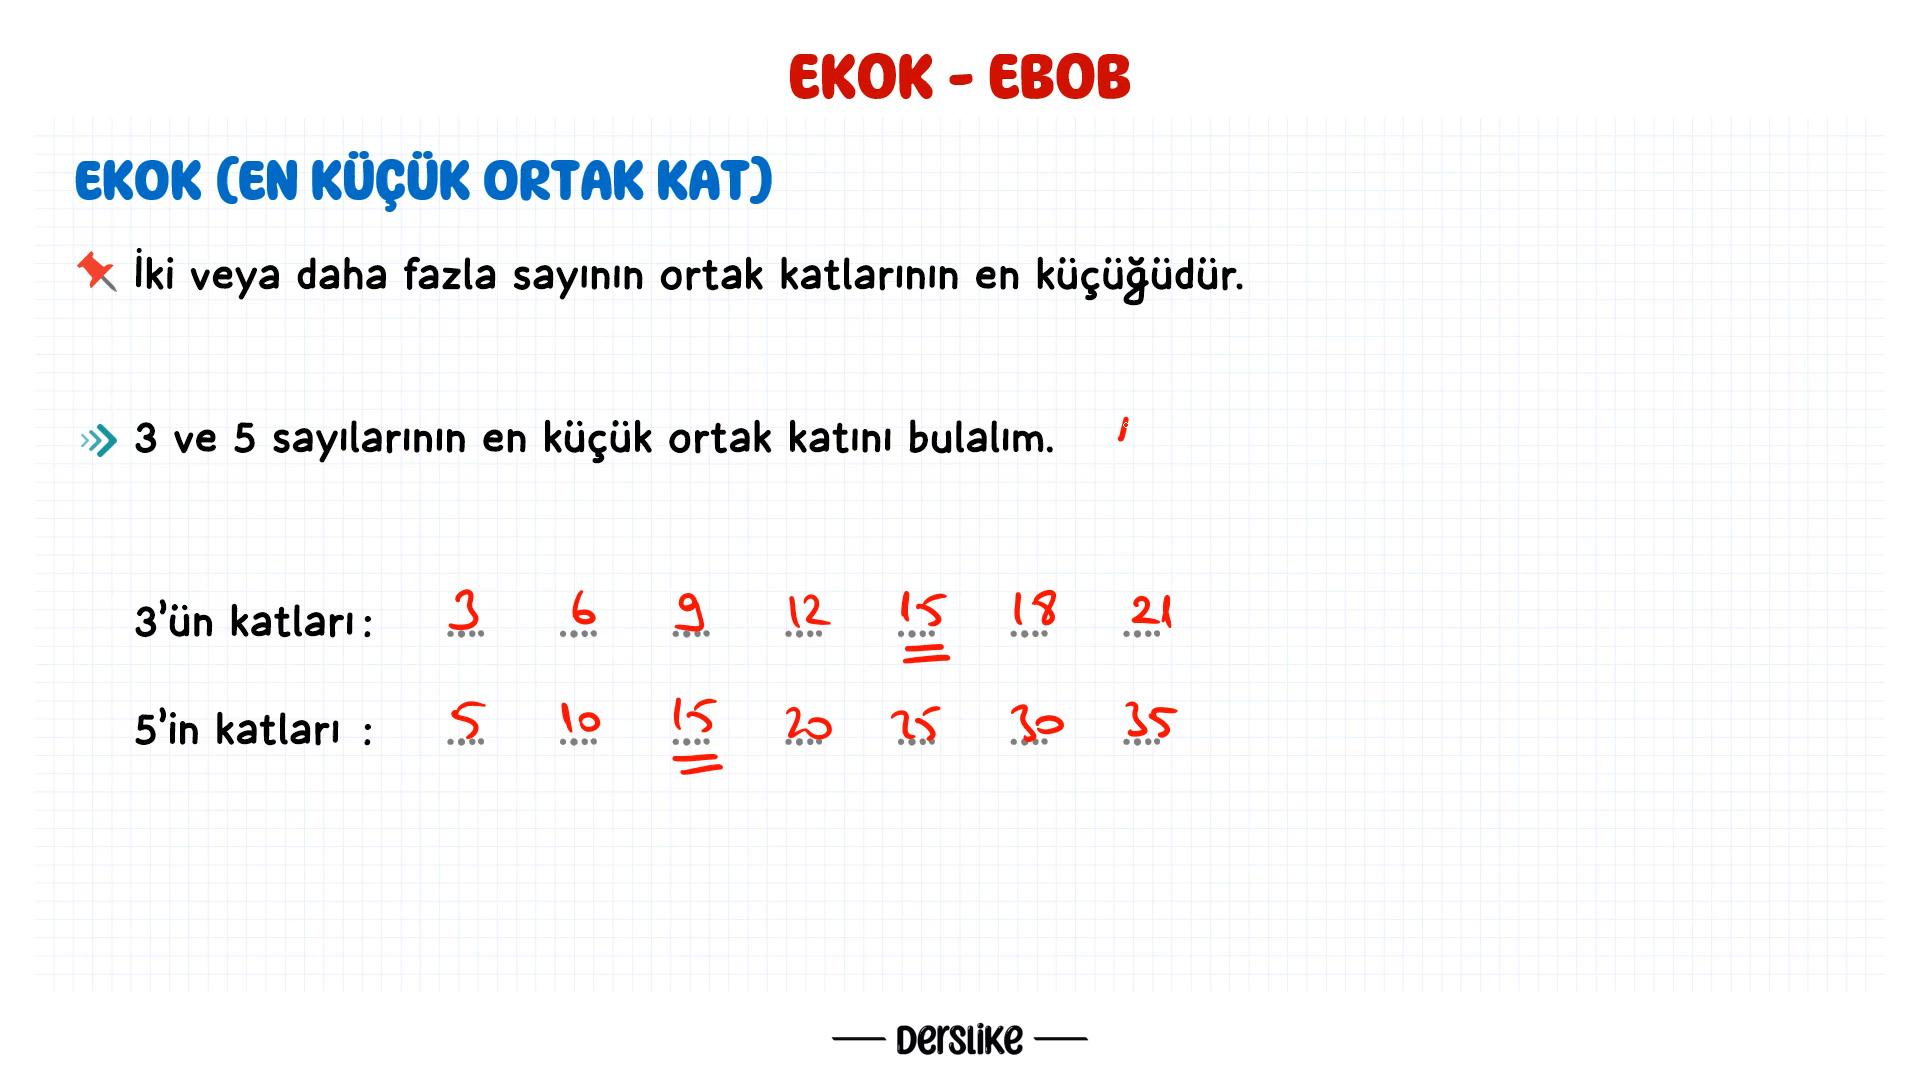 EKOK - EBOB
EKOK (EN KÜÇÜK ORTAK KAT)
İki veya daha fazla sayının ortak katlarının en küçüğüdür.
3 ve 5 sayılarının en küçük ortak katını bulalım.
3'ün katları: 3 6 9 12 15 18 21
5'in katları : 5 10 15 20 25 30 35
Derslike